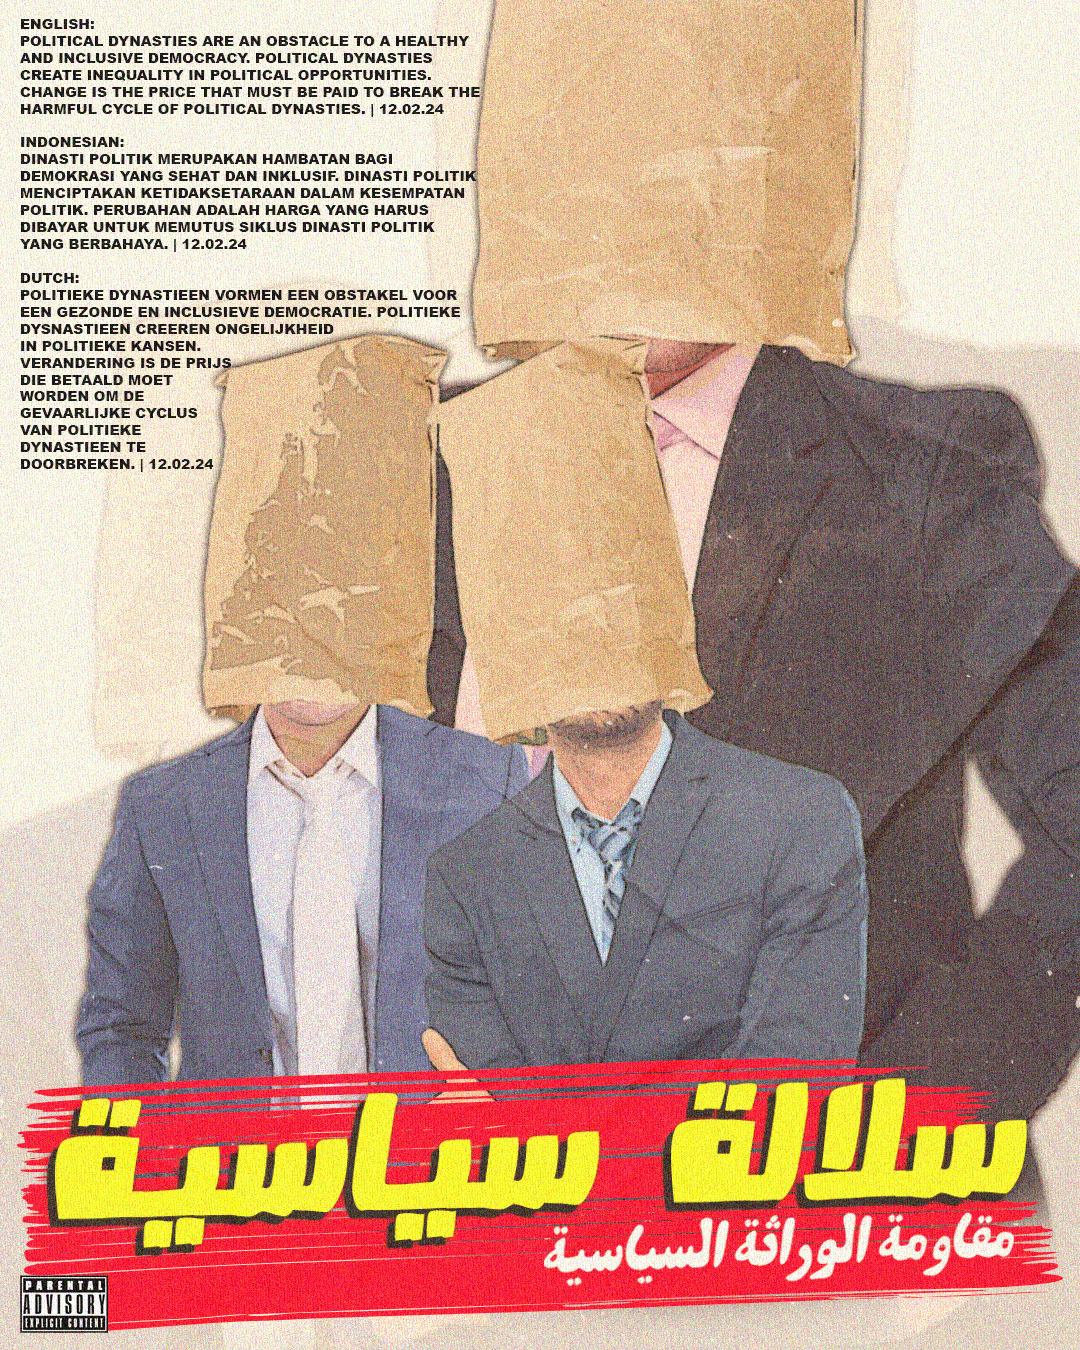 ENGLISH:
POLITICAL DYNASTIES ARE AN OBSTACLE TO A HEALTHY
AND INCLUSIVE DEMOCRACY. POLITICAL DYNASTIES
CREATE INEQUALITY IN POLITICAL OPPORTUNITIES.
CHANGE IS THE PRICE THAT MUST BE PAID TO BREAK THE
HARMFUL CYCLE OF POLITICAL DYNASTIES. | 12.02.24
INDONESIAN:
DINASTI POLITIK MERUPAKAN HAMBATAN BAGI
DEMOKRASI YANG SEHAT DAN INKLUSIF. DINASTI POLITIK
MENCIPTAKAN KETIDAKSETARAAN DALAM KESEMPATAN
POLITIK. PERUBAHAN ADALAH HARGA YANG HARUS
DIBAYAR UNTUK MEMUTUS SIKLUS DINASTI POLITIK
YANG BERBAHAYA. | 12.02.24
DUTCH:
POLITIEKE DYNASTIEEN VORMEN EEN OBSTAKEL VOOR
EEN GEZONDE EN INCLUSIEVE DEMOCRATIE. POLITIEKE
DYSNASTIEEN CREEREN ONGELIJKHEID
IN POLITIEKE KANSEN.
VERANDERING IS DE PRIJS
DIE BETAALD MOET
WORDEN OM DE
GEVAARLIJKE CYCLUS
VAN POLITIEKE
DYNASTIEEN TE
DOORBREKEN. | 12.02.24
سلالة سياسية
مقاومة الوراثة السياسية
PARENTAL
ADVISORY
EXPLICIT CONTENT